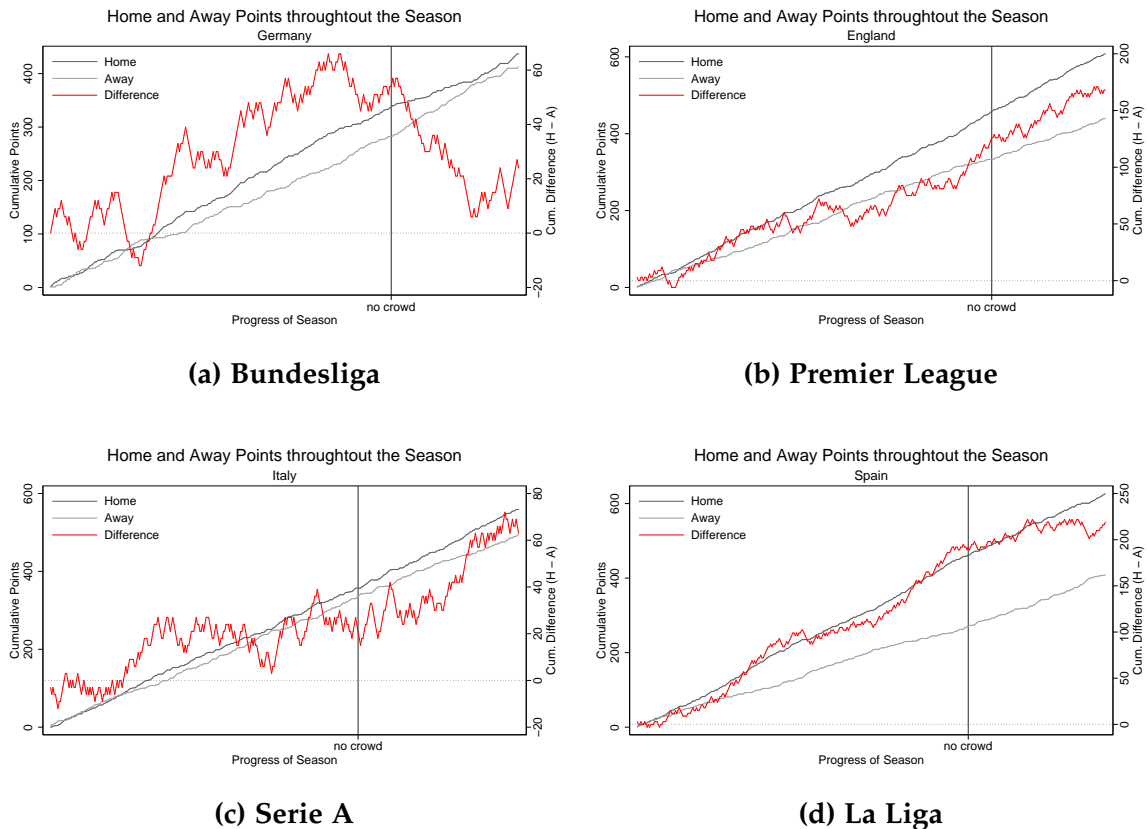 Home and Away Points throughtout the Season
Germany
Home
Away
Difference
Cumulative Points
0
100
200
300
400
Cum. Difference (H − A)
−20
0
20
40
60
no crowd
Progress of Season
(a) Bundesliga
Home and Away Points throughtout the Season
England
Home
Away
Difference
Cumulative Points
0
200
400
600
Cum. Difference (H − A)
0
50
100
150
200
no crowd
Progress of Season
(b) Premier League
Home and Away Points throughtout the Season
Italy
Home
Away
Difference
Cumulative Points
0
200
400
600
Cum. Difference (H − A)
−20
0
20
40
60
80
no crowd
Progress of Season
(c) Serie A
Home and Away Points throughtout the Season
Spain
Home
Away
Difference
Cumulative Points
0
200
400
600
Cum. Difference (H − A)
0
50
100
150
200
250
no crowd
Progress of Season
(d) La Liga